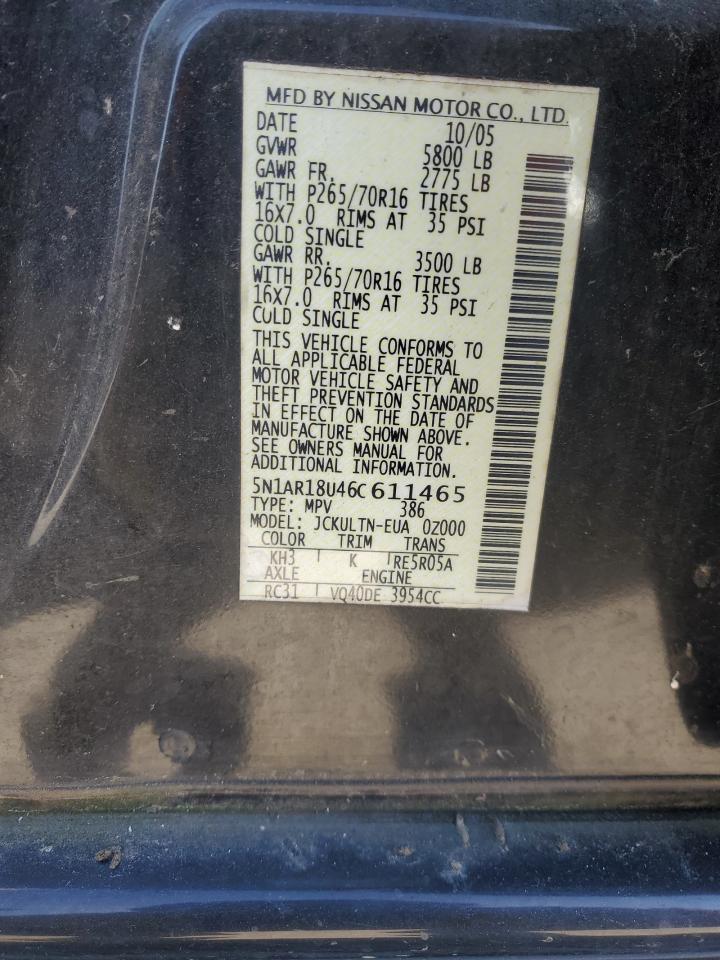 MFD BY NISSAN MOTOR CO., LTD.
DATE 10/05
GVWR 5800 LB
GAWR FR. 2775 LB
WITH P265/70R16 TIRES
16X7.0 RIMS AT 35 PSI
COLD SINGLE
GAWR RR. 3500 LB
WITH P265/70R16 TIRES
16X7.0 RIMS AT 35 PSI
COLD SINGLE
THIS VEHICLE CONFORMS TO
ALL APPLICABLE FEDERAL
MOTOR VEHICLE SAFETY AND
THEFT PREVENTION STANDARDS
IN EFFECT ON THE DATE OF
MANUFACTURE SHOWN ABOVE.
SEE OWNERS MANUAL FOR
ADDITIONAL INFORMATION.
5N1AR18U46C611465
TYPE: MPV 386
MODEL: JCKULTN-EUA 0Z000
COLOR TRIM TRANS
KH3 K RE5R05A
AXLE ENGINE
RC31 VQ40DE 3954CC